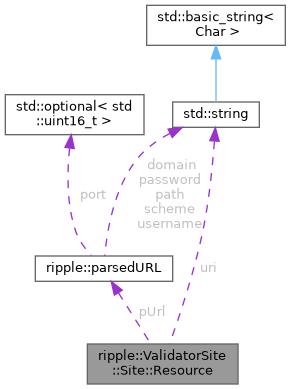 std::basic_string<
Char >
std::optional< std
::uint16_t >
std::string
domain
password
path
scheme
username
port
ripple::parsedURL
uri
pUrl
ripple::ValidatorSite
::Site::Resource